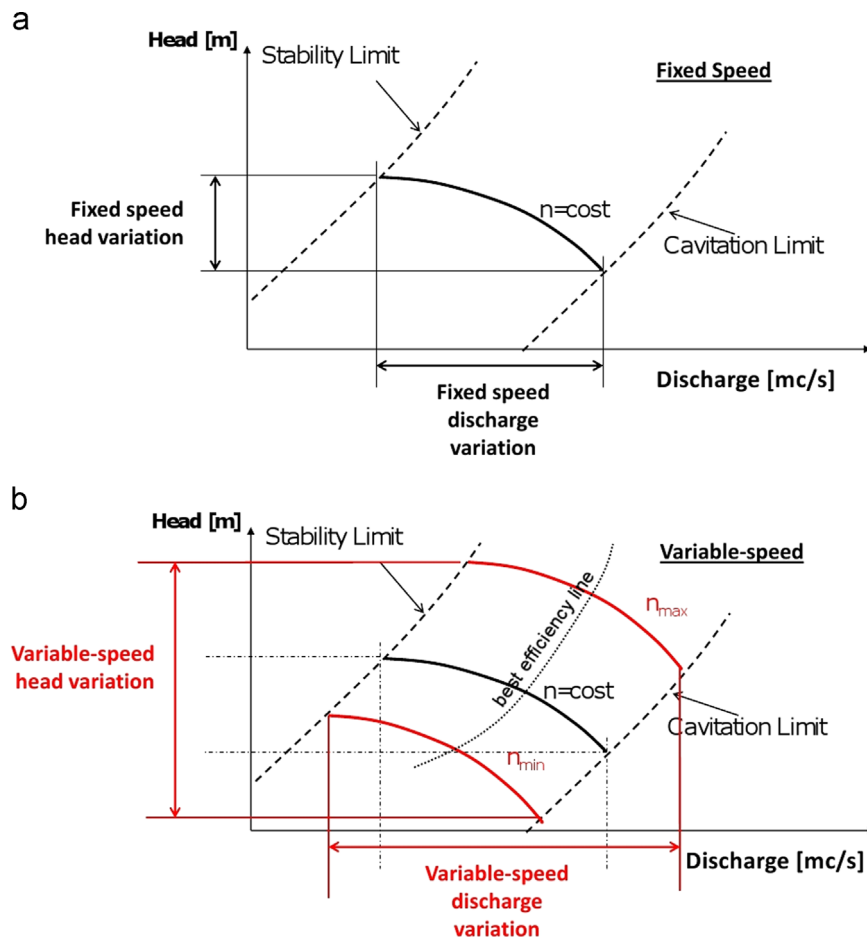 a
Head [m]
Stability Limit
Fixed Speed
Fixed speed
head variation
n=cost
Cavitation Limit
Discharge [mc/s]
Fixed speed
discharge
variation
b
Head [m]
Stability Limit
Variable-speed
best efficiency line
nmax
Variable-speed
head variation
n=cost
Cavitation Limit
nmin
Discharge [mc/s]
Variable-speed
discharge
variation